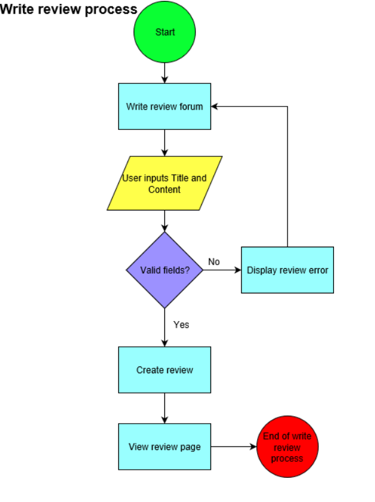 Write review process
Start
Write review forum
User inputs Title and
Content
Valid fields?
No
Display review error
Yes
Create review
View review page
End of write
review
process